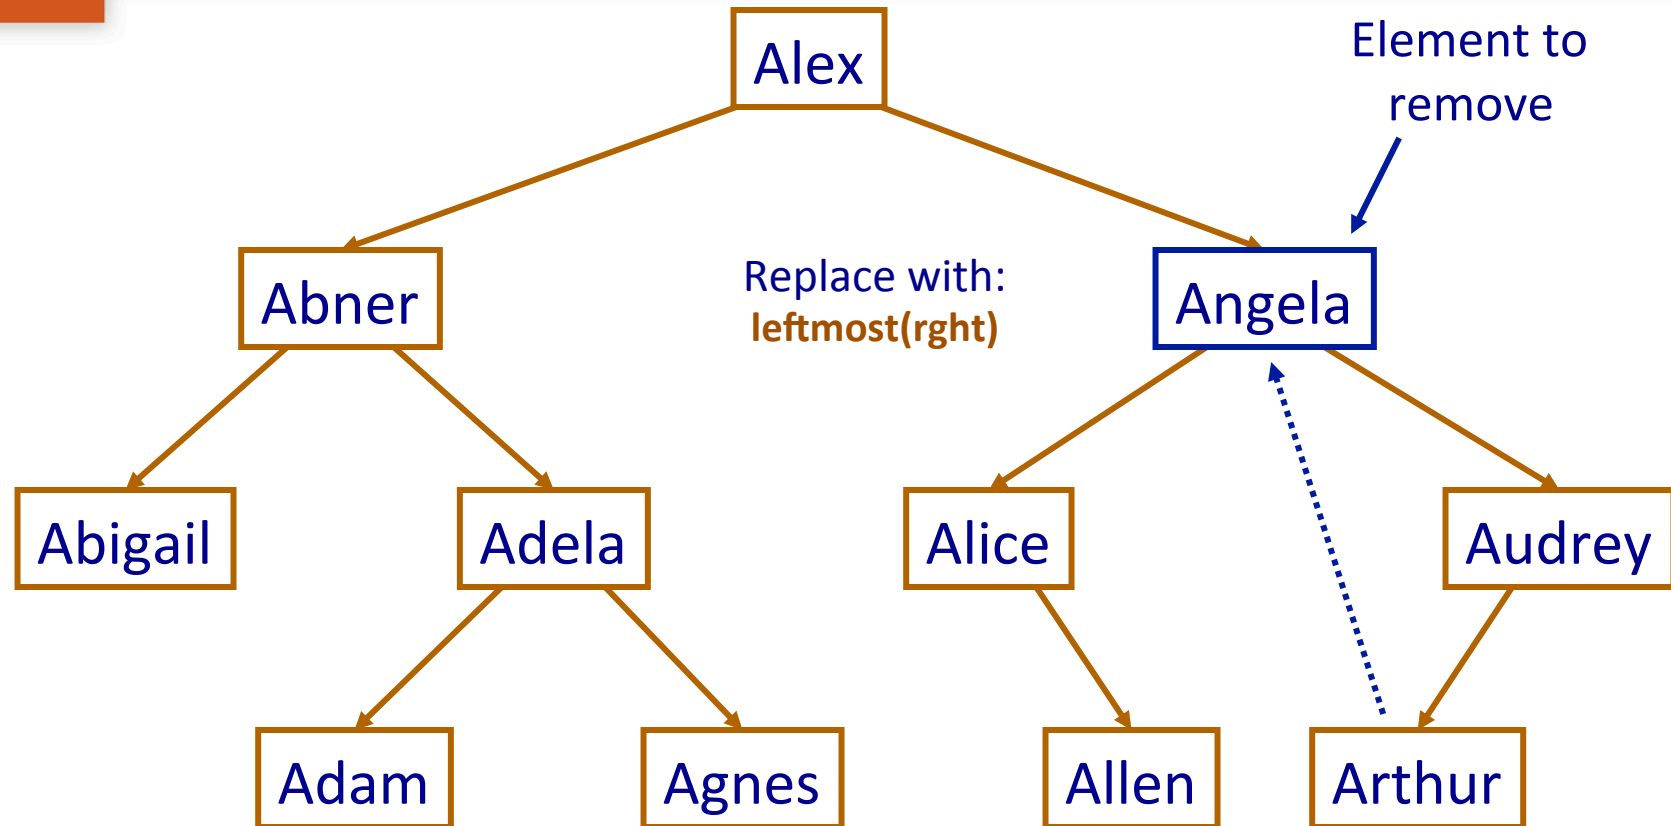 Alex
Element to
remove
Abner
Replace with:
leftmost(rght)
Angela
Abigail
Adela
Alice
Audrey
Adam
Agnes
Allen
Arthur